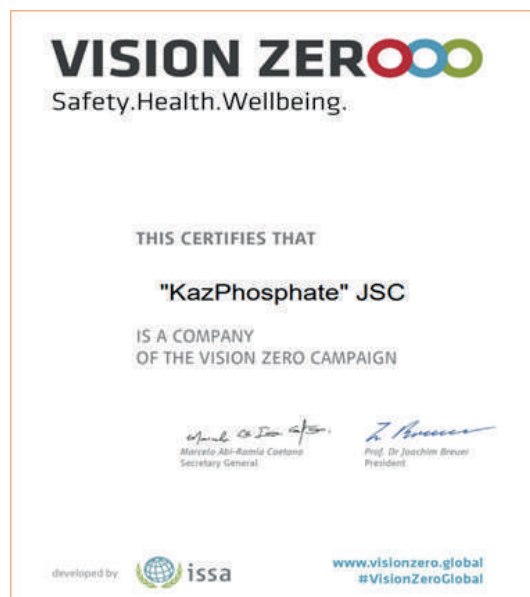 VISION ZERO
Safety.Health.Wellbeing.
THIS CERTIFIES THAT
"KazPhosphate" JSC
IS A COMPANY
OF THE VISION ZERO CAMPAIGN
Marcelo Abi-Ramia Caetano
Secretary General
Prof. Dr Joachim Breuer
President
developed by issa
www.visionzero.global
#VisionZeroGlobal